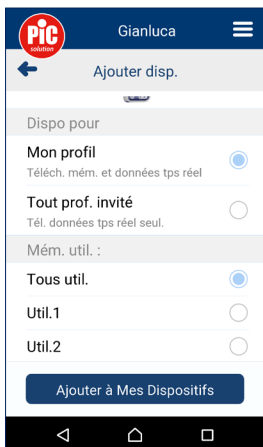 PiC
solution
Gianluca
Ajouter disp.
Dispo pour
Mon profil
Téléch. mém. et données tps réel
Tout prof. invité
Tél. données tps réel seul.
Mém. util. :
Tous util.
Util.1
Util.2
Ajouter à Mes Dispositifs